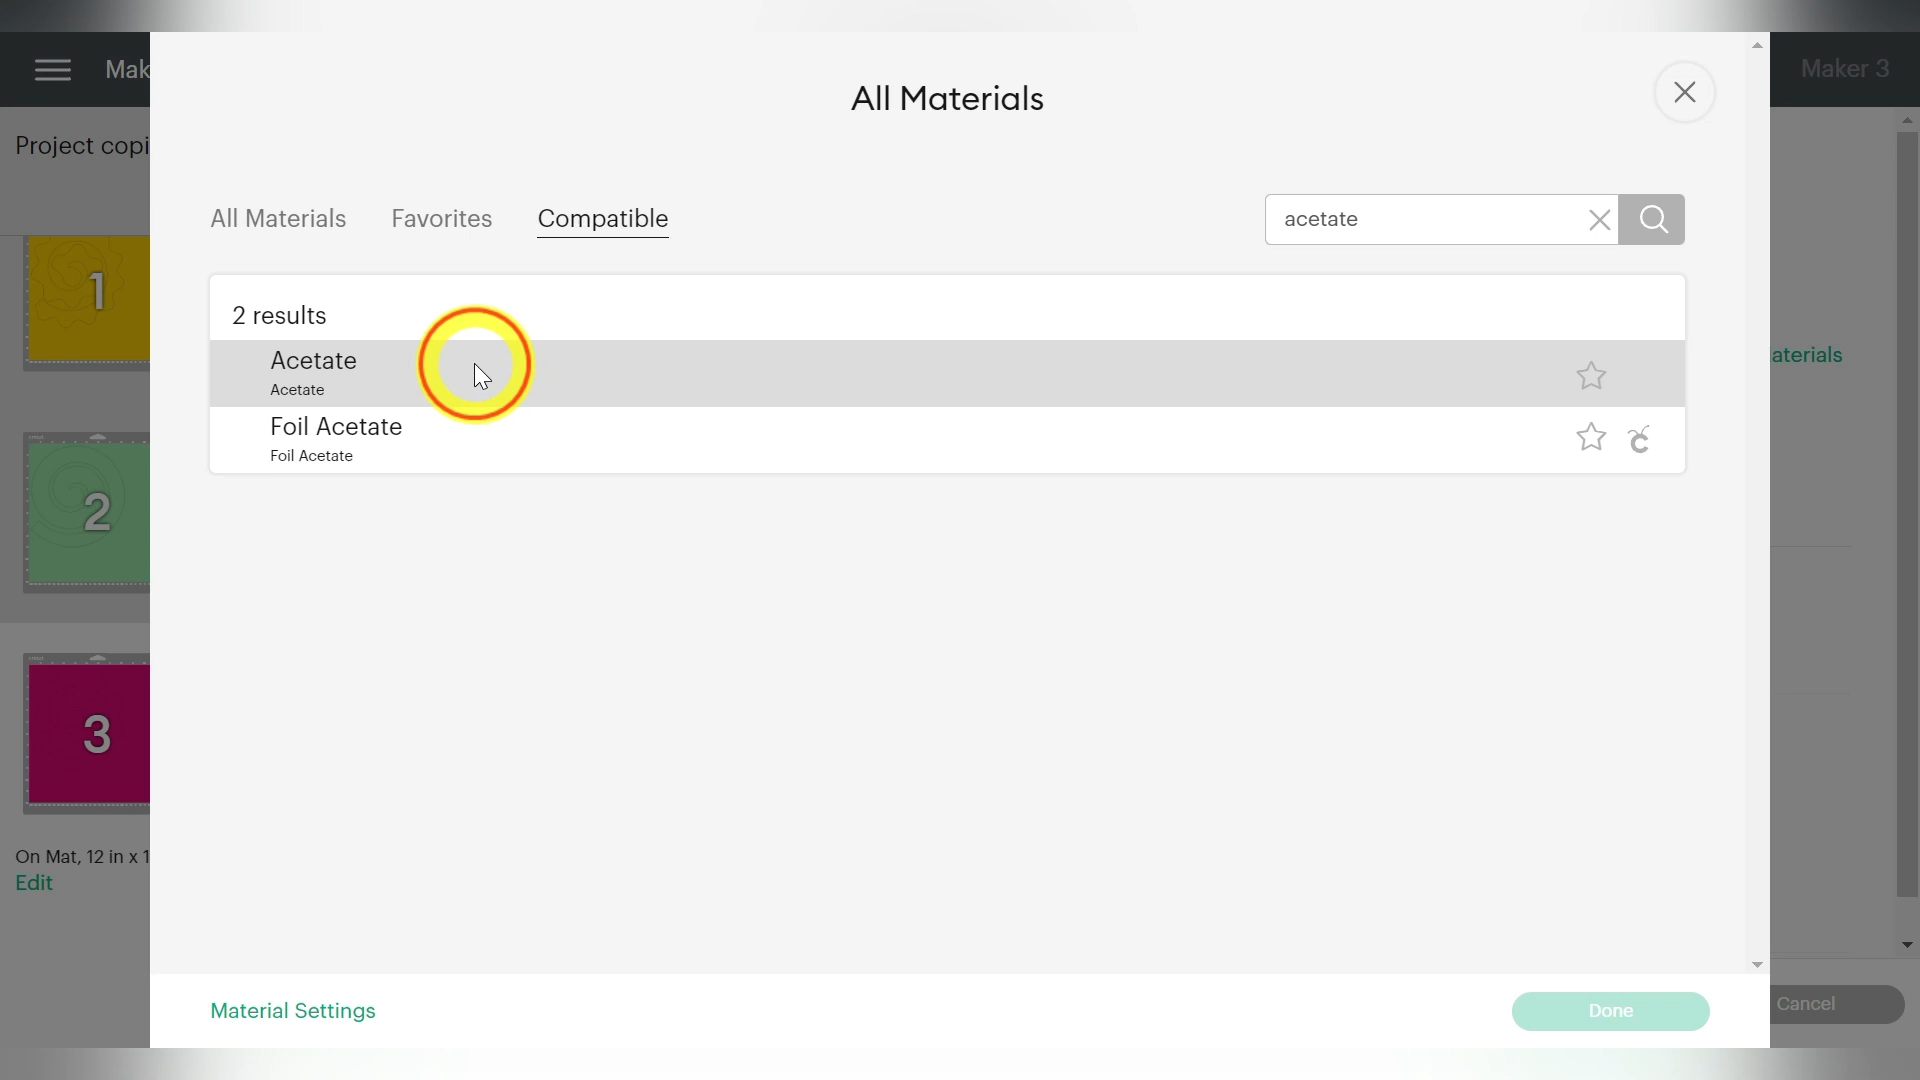 Mak
Maker 3
All Materials
Project copi
All Materials
Favorites
Compatible
acetate
2 results
Acetate
Acetate
Foil Acetate
Foil Acetate
aterials
1
2
3
On Mat, 12 in x 1
Edit
Material Settings
Done
Cancel